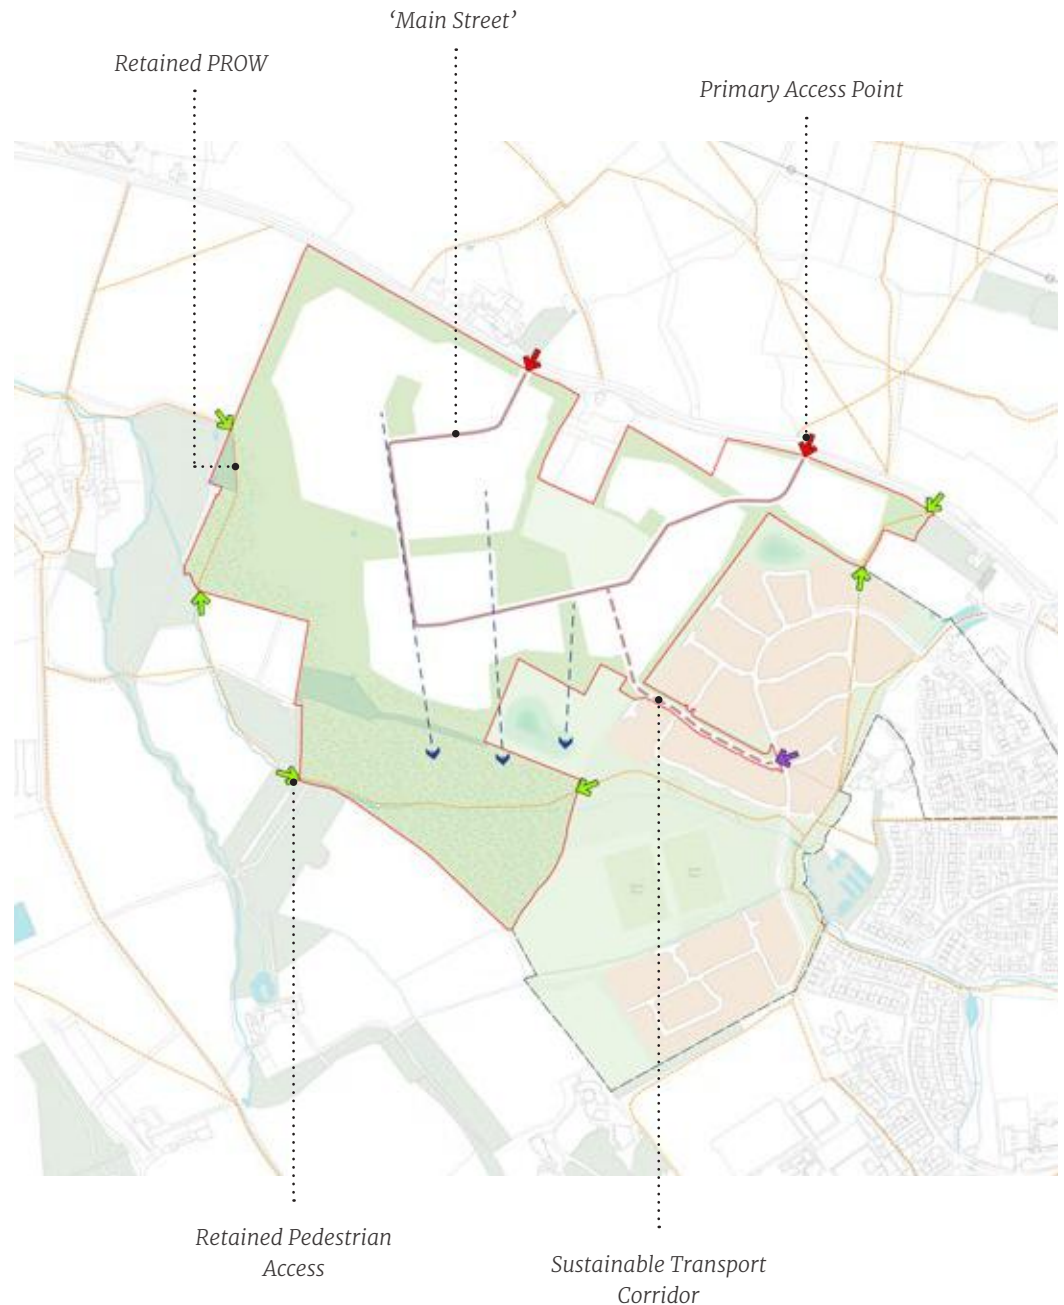 ‘Main Street’
Retained PROW
Primary Access Point
Retained Pedestrian
Access
Sustainable Transport
Corridor